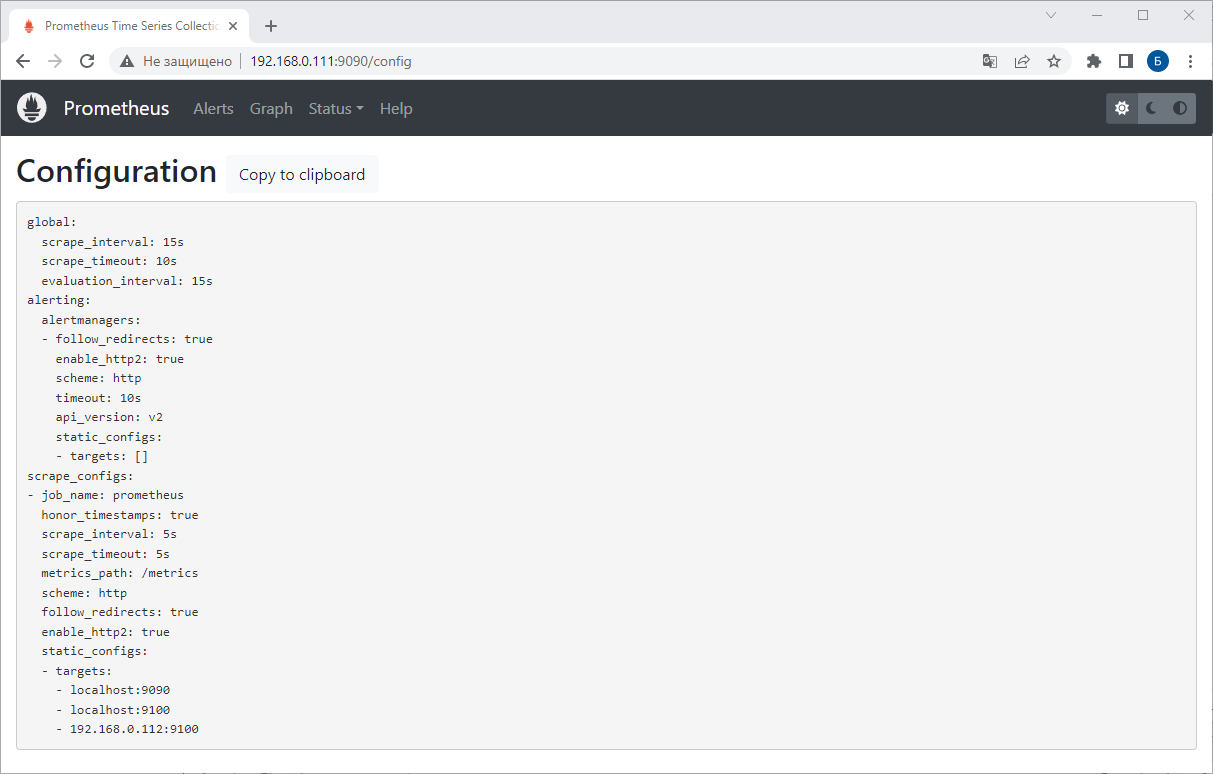 Prometheus Time Series Collectio
Не защищено
192.168.0.111:9090/config
Б
Prometheus
Alerts
Graph
Status
Help
Configuration
Copy to clipboard
global:
  scrape_interval: 15s
  scrape_timeout: 10s
  evaluation_interval: 15s
alerting:
  alertmanagers:
  - follow_redirects: true
    enable_http2: true
    scheme: http
    timeout: 10s
    api_version: v2
    static_configs:
    - targets: []
scrape_configs:
- job_name: prometheus
  honor_timestamps: true
  scrape_interval: 5s
  scrape_timeout: 5s
  metrics_path: /metrics
  scheme: http
  follow_redirects: true
  enable_http2: true
  static_configs:
  - targets:
    - localhost:9090
    - localhost:9100
    - 192.168.0.112:9100